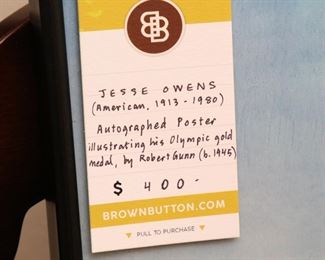 BB
JESSE OWENS
(American, 1913 - 1980)
Autographed Poster
illustrating his Olympic gold
medal, by Robert Gunn (b. 1945)
$ 400-
BROWNBUTTON.COM
PULL TO PURCHASE